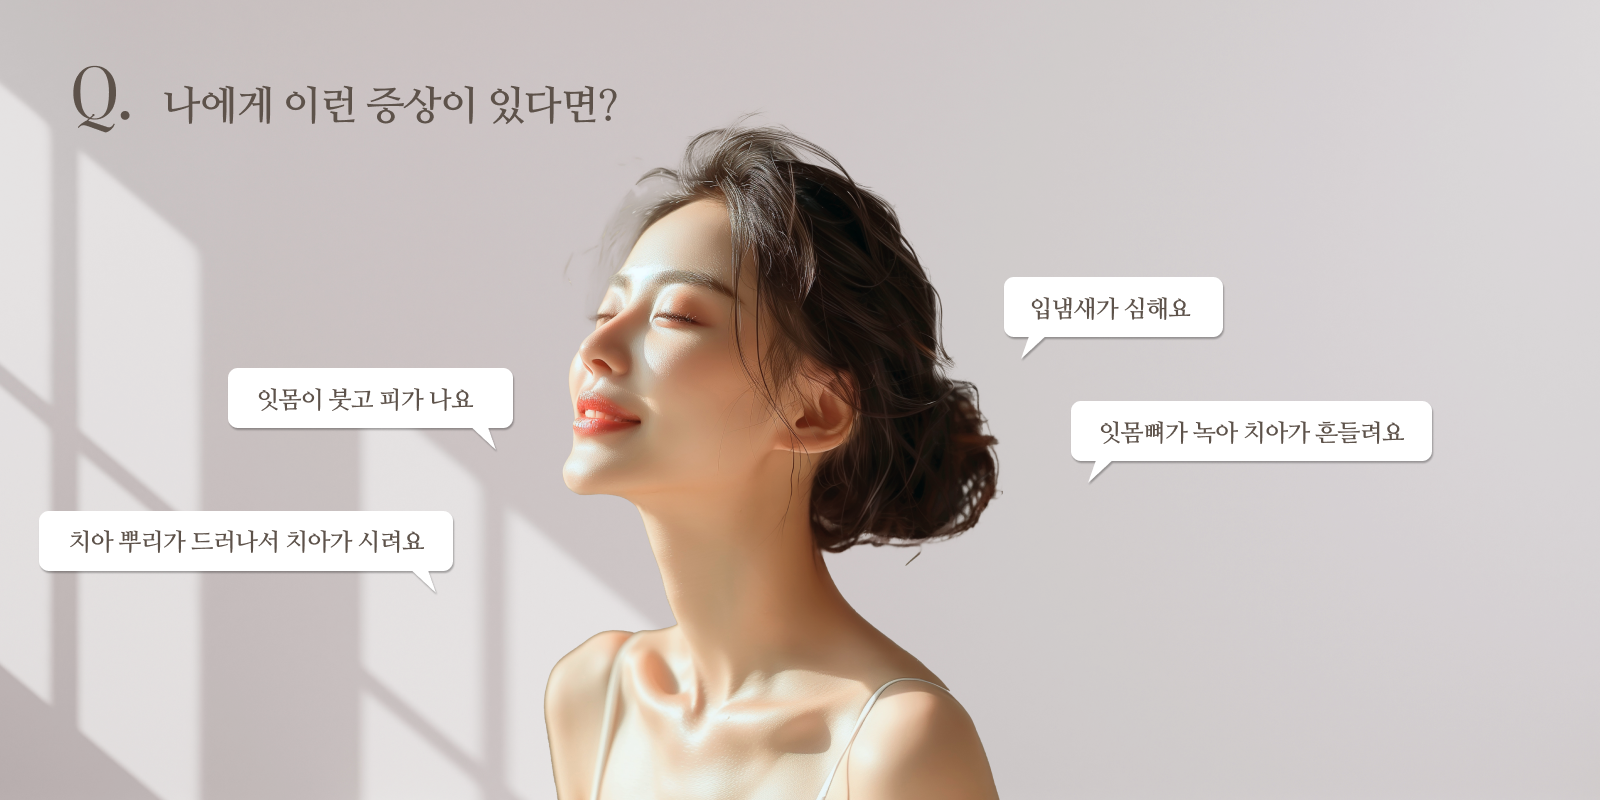 Q. 나에게 이런 증상이 있다면?
입냄새가 심해요
잇몸이 붓고 피가 나요
잇몸뼈가 녹아 치아가 흔들려요
치아 뿌리가 드러나서 치아가 시려요